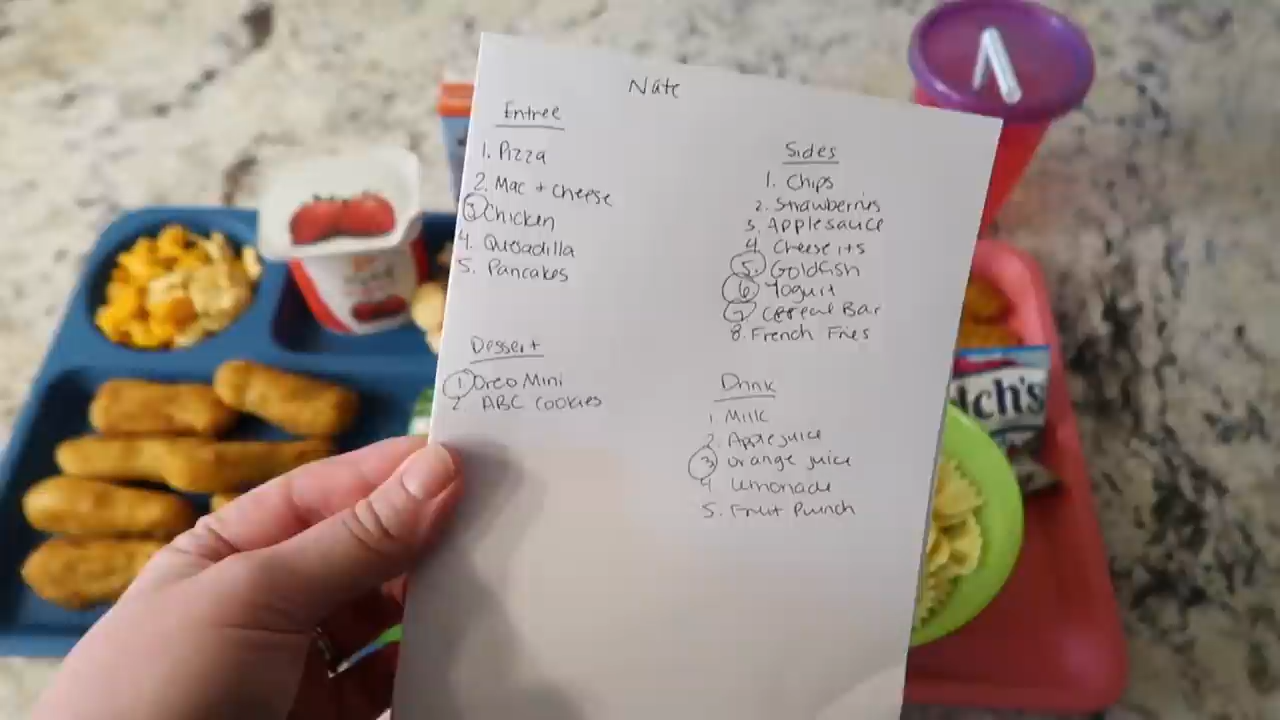 Nate
Entree
1. Pizza
2. Mac + Cheese
3 Chicken
4. Quesadilla
5. Pancakes
Dessert
1 Oreo Mini
2 ABC Cookies
Sides
1. Chips
2. Strawberries
3. Applesauce
4. Cheese its
5. Goldfish
6 Yogurt
7 Cereal Bar
8. French Fries
Drink
1. Milk
2. Apple juice
3 orange juice
4 Lemonade
5. Fruit Punch
lch's